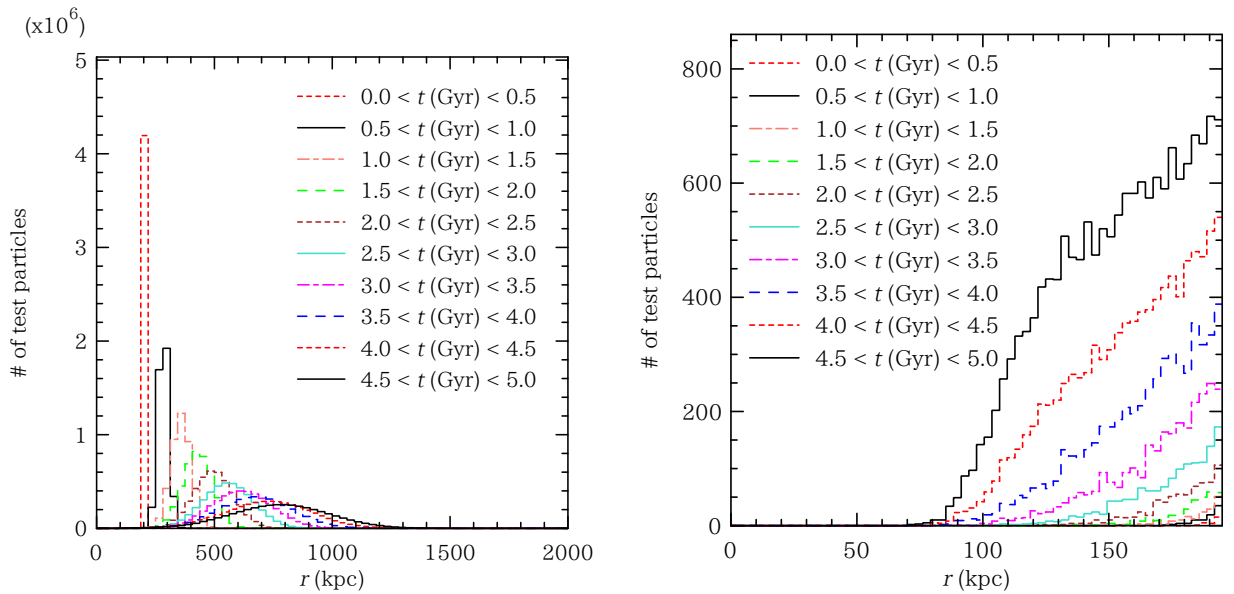 (x10⁶)
5
4
3
2
1
0
# of test particles
0.0 < t (Gyr) < 0.5
0.5 < t (Gyr) < 1.0
1.0 < t (Gyr) < 1.5
1.5 < t (Gyr) < 2.0
2.0 < t (Gyr) < 2.5
2.5 < t (Gyr) < 3.0
3.0 < t (Gyr) < 3.5
3.5 < t (Gyr) < 4.0
4.0 < t (Gyr) < 4.5
4.5 < t (Gyr) < 5.0
0 500 1000 1500 2000
r (kpc)
800
600
400
200
0
# of test particles
0.0 < t (Gyr) < 0.5
0.5 < t (Gyr) < 1.0
1.0 < t (Gyr) < 1.5
1.5 < t (Gyr) < 2.0
2.0 < t (Gyr) < 2.5
2.5 < t (Gyr) < 3.0
3.0 < t (Gyr) < 3.5
3.5 < t (Gyr) < 4.0
4.0 < t (Gyr) < 4.5
4.5 < t (Gyr) < 5.0
0 50 100 150
r (kpc)